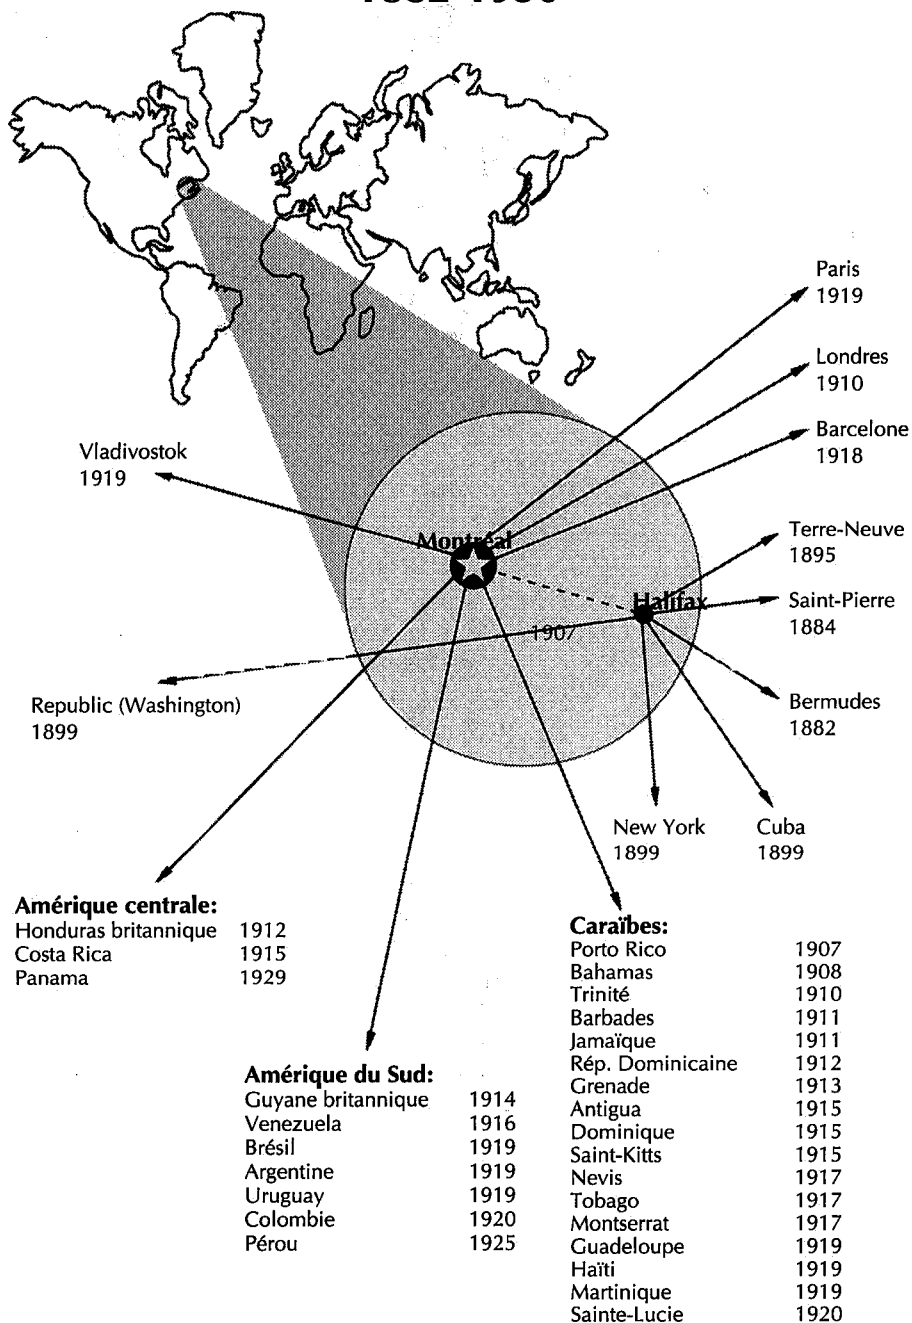 1882-1930
Paris
1919
Londres
1910
Barcelone
1918
Vladivostok
1919
Montréal
Terre-Neuve
1895
Halifax
Saint-Pierre
1884
1907
Republic (Washington)
1899
Bermudes
1882
New York
1899
Cuba
1899
Amérique centrale:
Honduras britannique 1912
Costa Rica 1915
Panama 1929
Amérique du Sud:
Guyane britannique 1914
Venezuela 1916
Brésil 1919
Argentine 1919
Uruguay 1919
Colombie 1920
Pérou 1925
Caraïbes:
Porto Rico 1907
Bahamas 1908
Trinité 1910
Barbades 1911
Jamaïque 1911
Rép. Dominicaine 1912
Grenade 1913
Antigua 1915
Dominique 1915
Saint-Kitts 1915
Nevis 1917
Tobago 1917
Montserrat 1917
Guadeloupe 1919
Haïti 1919
Martinique 1919
Sainte-Lucie 1920